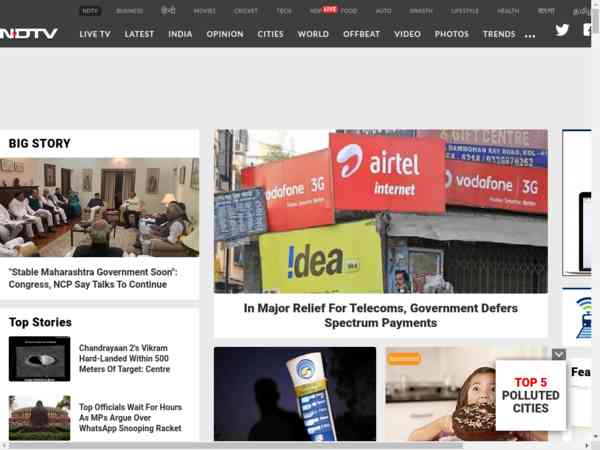 NDTV
BUSINESS
हिन्दी
MOVIES
CRICKET
TECH
HOP LIVE
FOOD
AUTO
SWASTH
LIFESTYLE
HEALTH
বাংলা
NDTV
LIVE TV
LATEST
INDIA
OPINION
CITIES
WORLD
OFFBEAT
VIDEO
PHOTOS
TRENDS
...
BIG STORY
"Stable Maharashtra Government Soon":
Congress, NCP Say Talks To Continue
Top Stories
Chandrayaan 2's Vikram
Hard-Landed Within 500
Meters Of Target: Centre
Top Officials Wait For Hours
As MPs Argue Over
WhatsApp Snooping Racket
6 GIFT CENTRE
airtel
internet
vodafone 3G
vodafone 3G
!dea
In Major Relief For Telecoms, Government Defers
Spectrum Payments
Sponsored
TOP 5
POLLUTED
CITIES
Fea